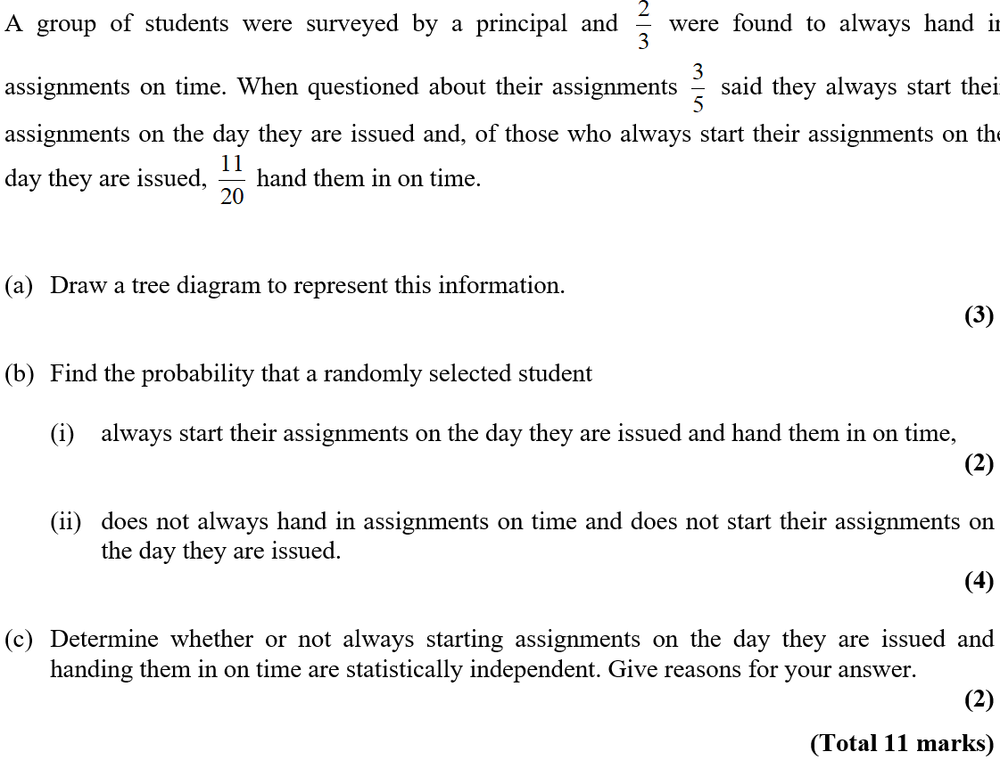 A group of students were surveyed by a principal and 2/3 were found to always hand in
assignments on time. When questioned about their assignments 3/5 said they always start thei
assignments on the day they are issued and, of those who always start their assignments on the
day they are issued, 11/20 hand them in on time.
(a) Draw a tree diagram to represent this information.
(3)
(b) Find the probability that a randomly selected student
(i) always start their assignments on the day they are issued and hand them in on time,
(2)
(ii) does not always hand in assignments on time and does not start their assignments on
the day they are issued.
(4)
(c) Determine whether or not always starting assignments on the day they are issued and
handing them in on time are statistically independent. Give reasons for your answer.
(2)
(Total 11 marks)